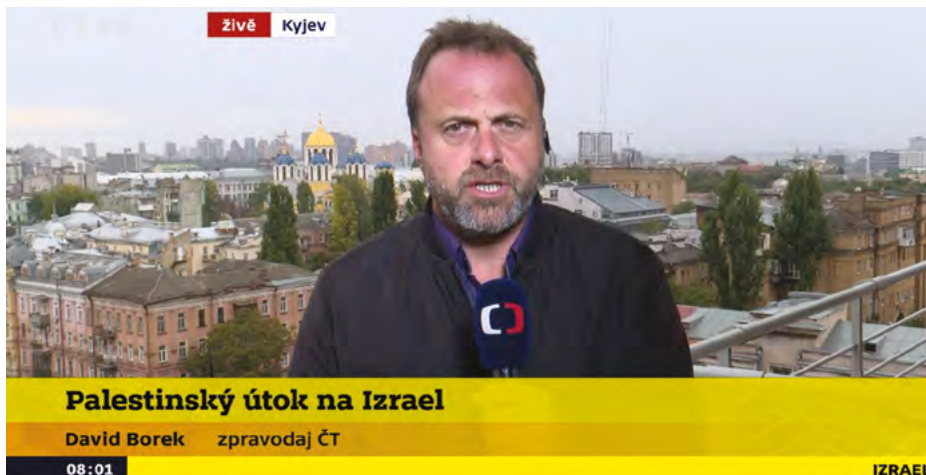 živě Kyjev
Palestinský útok na Izrael
David Borek zpravodaj ČT
08:01 IZRAEL